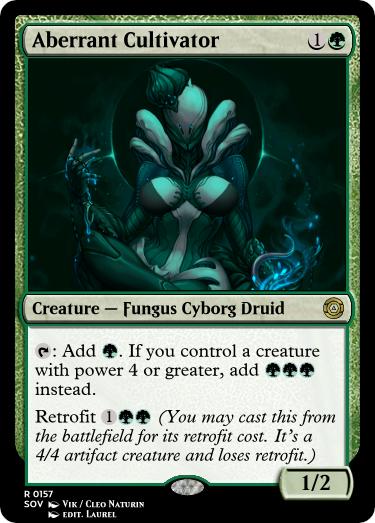 Aberrant Cultivator 1
Creature — Fungus Cyborg Druid
: Add . If you control a creature
with power 4 or greater, add
instead.
Retrofit 1 (You may cast this from
the battlefield for its retrofit cost. It's a
4/4 artifact creature and loses retrofit.)
1/2
R 0157
SOV Vik / Cleo Naturin
edit. Laurel